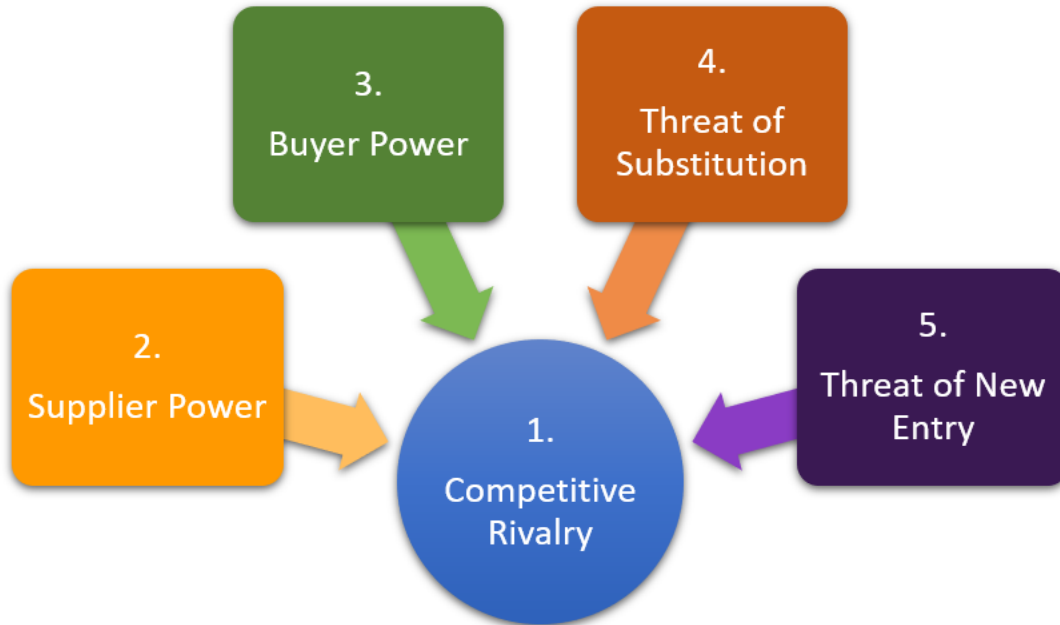 3.
Buyer Power
4.
Threat of
Substitution
2.
Supplier Power
5.
Threat of New
Entry
1.
Competitive
Rivalry